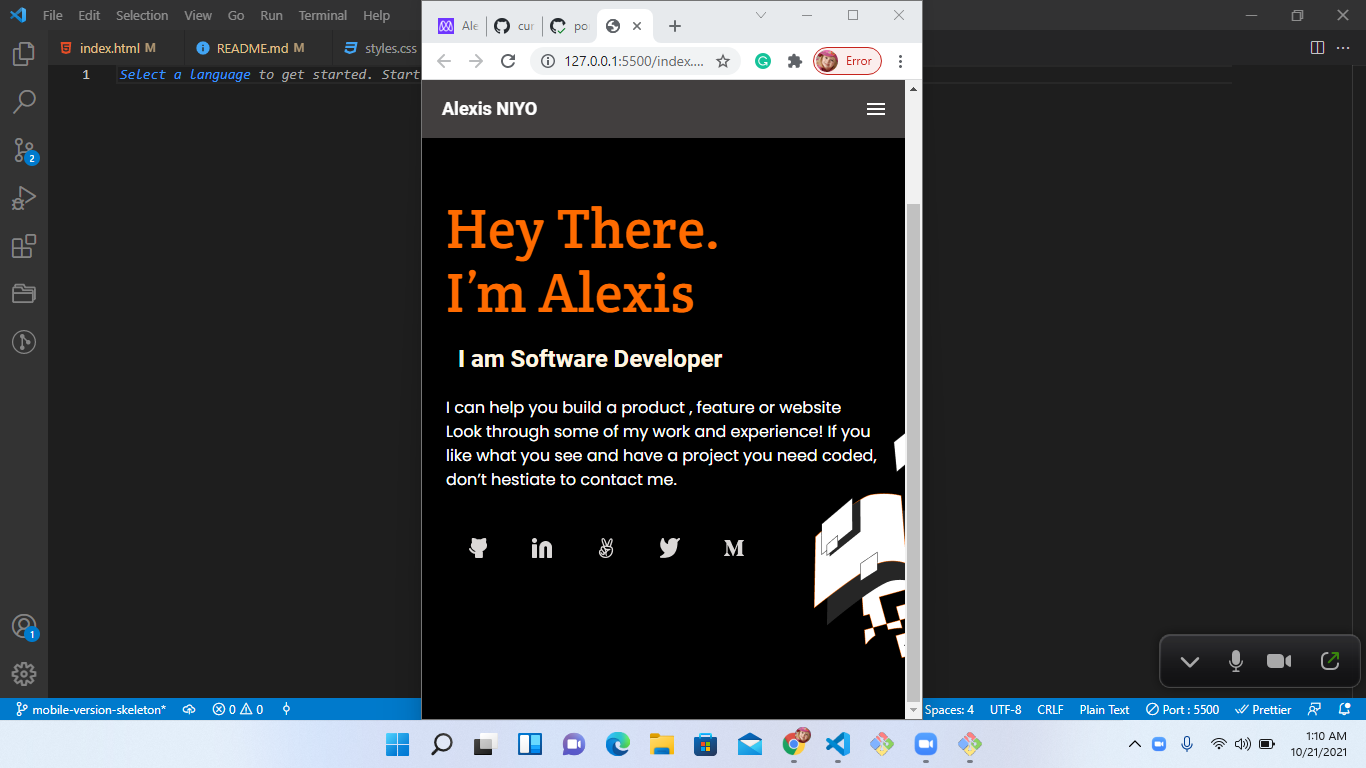 File Edit Selection View Go Run Terminal Help
index.html M
README.md M
styles.css
1
Select a language to get started. Start
2
1
Ale
cur
po
127.0.0.1:5500/index....
Error
Alexis NIYO
Hey There.
I’m Alexis
I am Software Developer
I can help you build a product , feature or website
Look through some of my work and experience! If you
like what you see and have a project you need coded,
don’t hestiate to contact me.
in
M
mobile-version-skeleton*
0 0
Spaces: 4 UTF-8 CRLF Plain Text Port : 5500 Prettier
1:10 AM
10/21/2021